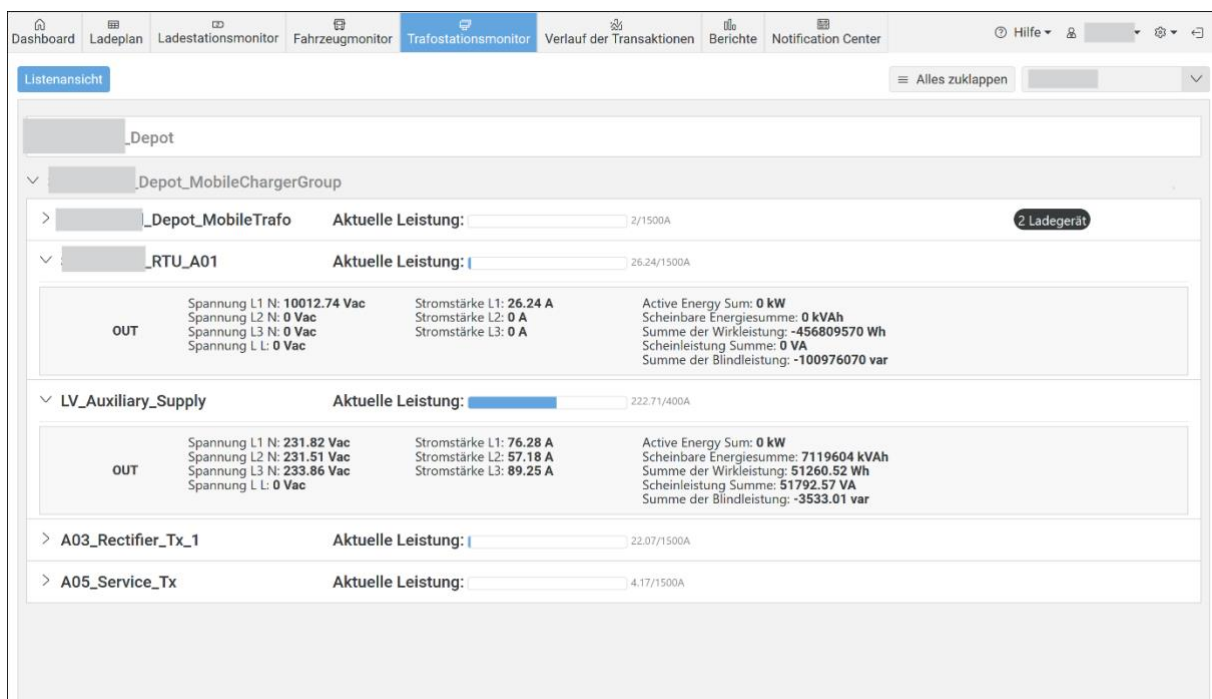 Dashboard Ladeplan Ladestationsmonitor Fahrzeugmonitor Trafostationsmonitor Verlauf der Transaktionen Berichte Notification Center Hilfe
Listenansicht Alles zuklappen
_Depot
_Depot_MobileChargerGroup
_Depot_MobileTrafo Aktuelle Leistung: 2/1500A 2 Ladegerät
_RTU_A01 Aktuelle Leistung: 26.24/1500A
Spannung L1 N: 10012.74 Vac Stromstärke L1: 26.24 A Active Energy Sum: 0 kW
Spannung L2 N: 0 Vac Stromstärke L2: 0 A Scheinbare Energiesumme: 0 kVAh
OUT Spannung L3 N: 0 Vac Stromstärke L3: 0 A Summe der Wirkleistung: -456809570 Wh
Spannung L L: 0 Vac Scheinleistung Summe: 0 VA
Summe der Blindleistung: -100976070 var
LV_Auxiliary_Supply Aktuelle Leistung: 222.71/400A
Spannung L1 N: 231.82 Vac Stromstärke L1: 76.28 A Active Energy Sum: 0 kW
Spannung L2 N: 231.51 Vac Stromstärke L2: 57.18 A Scheinbare Energiesumme: 7119604 kVAh
OUT Spannung L3 N: 233.86 Vac Stromstärke L3: 89.25 A Summe der Wirkleistung: 51260.52 Wh
Spannung L L: 0 Vac Scheinleistung Summe: 51792.57 VA
Summe der Blindleistung: -3533.01 var
A03_Rectifier_Tx_1 Aktuelle Leistung: 22.07/1500A
A05_Service_Tx Aktuelle Leistung: 4.17/1500A